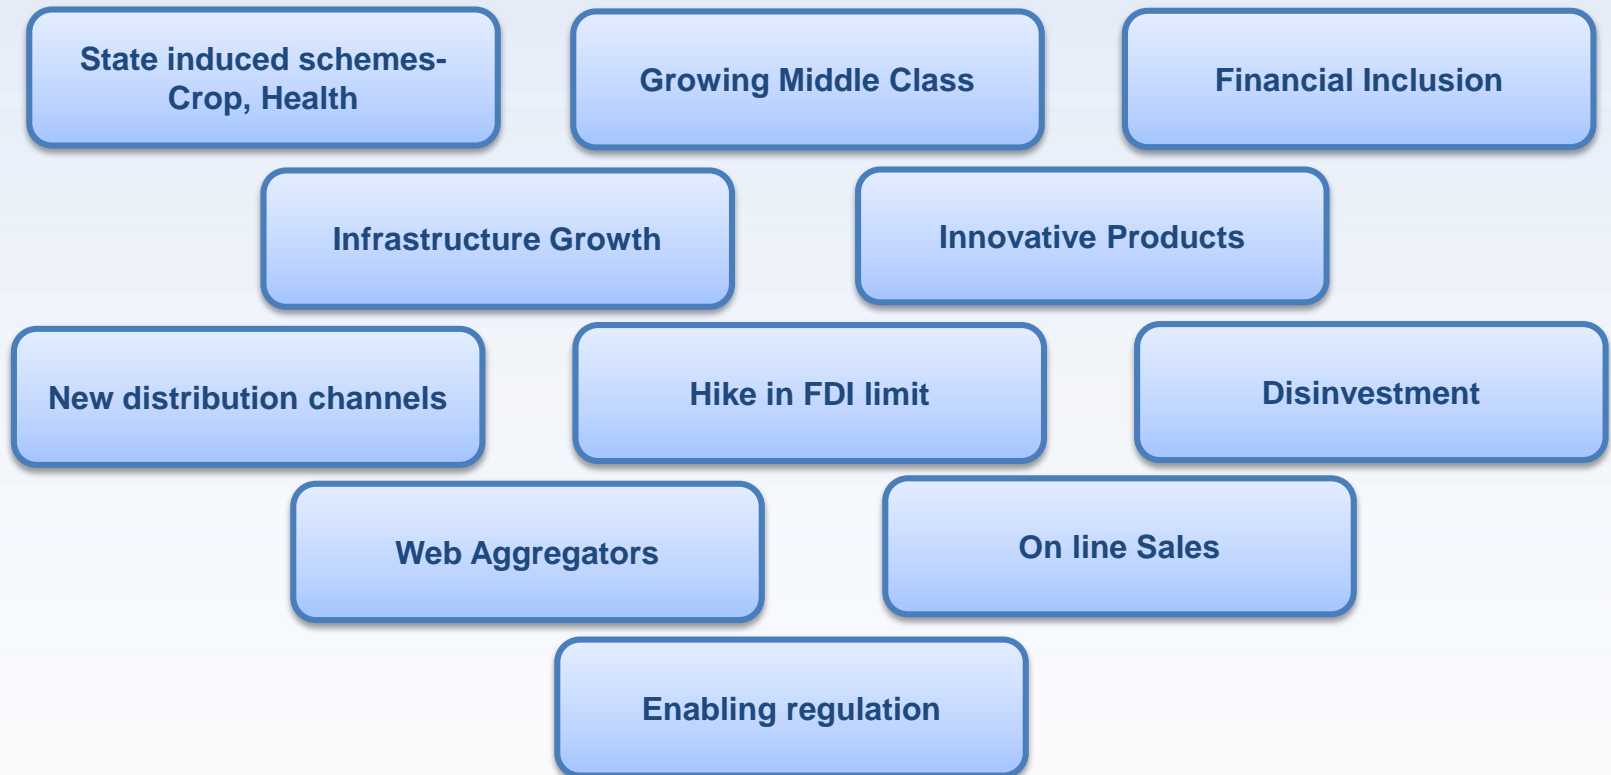 State induced schemes-
Crop, Health
Growing Middle Class
Financial Inclusion
Infrastructure Growth
Innovative Products
New distribution channels
Hike in FDI limit
Disinvestment
Web Aggregators
On line Sales
Enabling regulation